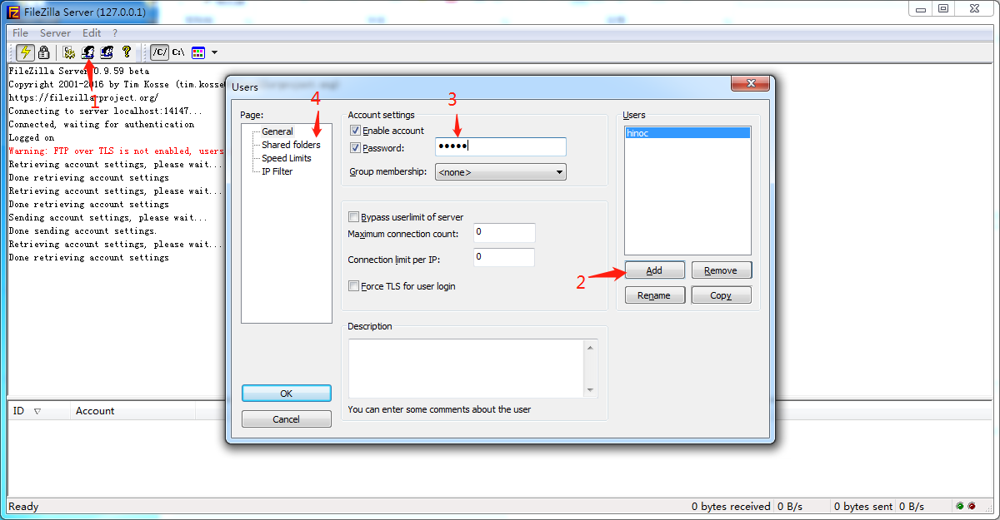 FileZilla Server (127.0.0.1)
File Server Edit ?
/C/ C:\
FileZilla Server 0.9.59 beta
Copyright 2001-2016 by Tim Kosse (tim.kosse
https://filezilla-project.org/
Connecting to server localhost:14147...
Connected, waiting for authentication
Logged on
Warning: FTP over TLS is not enabled, users
Retrieving account settings, please wait...
Done retrieving account settings
Retrieving account settings, please wait...
Done retrieving account settings
Sending account settings, please wait...
Done sending account settings.
Retrieving account settings, please wait...
Done retrieving account settings
1
Users
Page:
General
Shared folders
Speed Limits
IP Filter
4
OK
Cancel
Account settings
3
Enable account
Password: •••••
Group membership: <none>
Bypass userlimit of server
Maximum connection count: 0
Connection limit per IP: 0
Force TLS for user login
Description
You can enter some comments about the user
Users
hinoc
2
Add Remove
Rename Copy
ID Account
Ready 0 bytes received 0 B/s 0 bytes sent 0 B/s